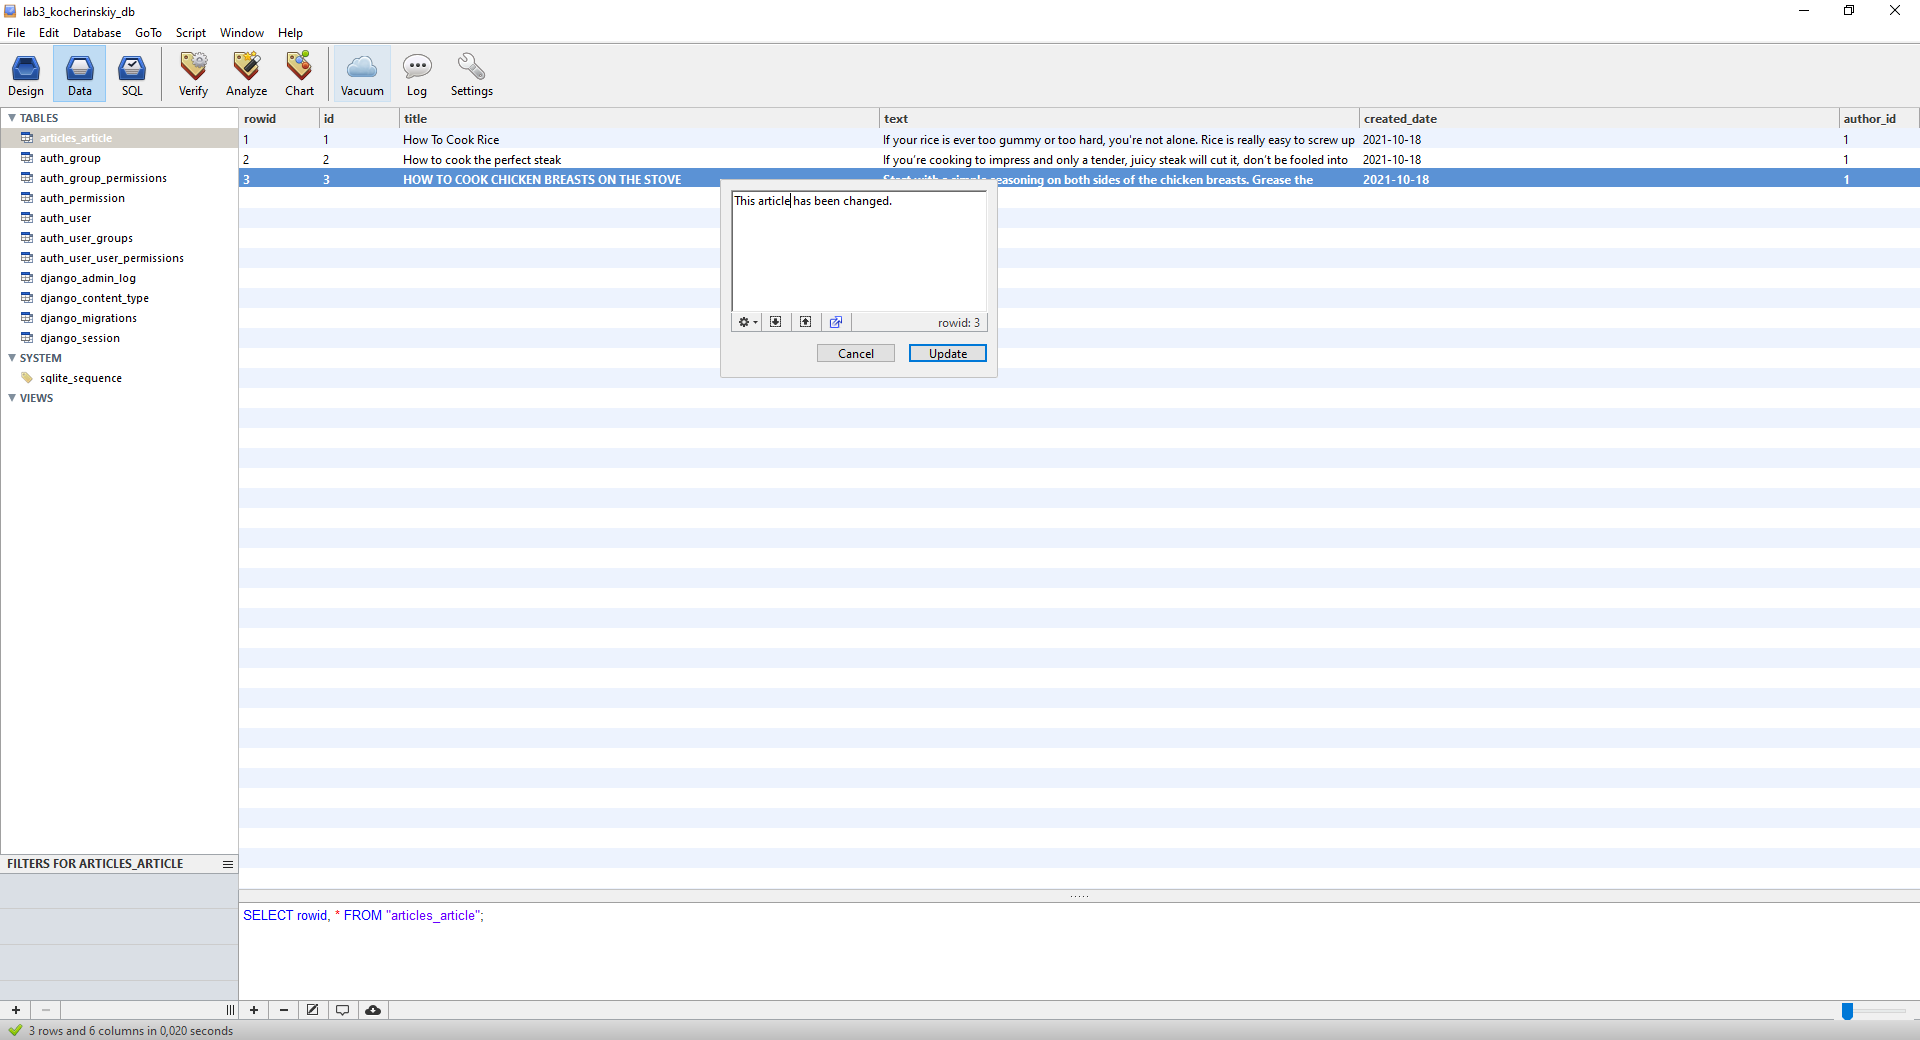 lab3_kocherinskiy_db
File Edit Database GoTo Script Window Help
Design Data SQL Verify Analyze Chart Vacuum Log Settings
TABLES
articles_article
auth_group
auth_group_permissions
auth_permission
auth_user
auth_user_groups
auth_user_user_permissions
django_admin_log
django_content_type
django_migrations
django_session
SYSTEM
sqlite_sequence
VIEWS
FILTERS FOR ARTICLES_ARTICLE
rowid id title text created_date author_id
1 1 How To Cook Rice If your rice is ever too gummy or too hard, you're not alone. Rice is really easy to screw up 2021-10-18 1
2 2 How to cook the perfect steak If you're cooking to impress and only a tender, juicy steak will cut it, don't be fooled into 2021-10-18 1
3 3 HOW TO COOK CHICKEN BREASTS ON THE STOVE Start with a simple seasoning on both sides of the chicken breasts. Grease the 2021-10-18 1
This article has been changed.
rowid: 3
Cancel Update
SELECT rowid, * FROM "articles_article";
3 rows and 6 columns in 0,020 seconds